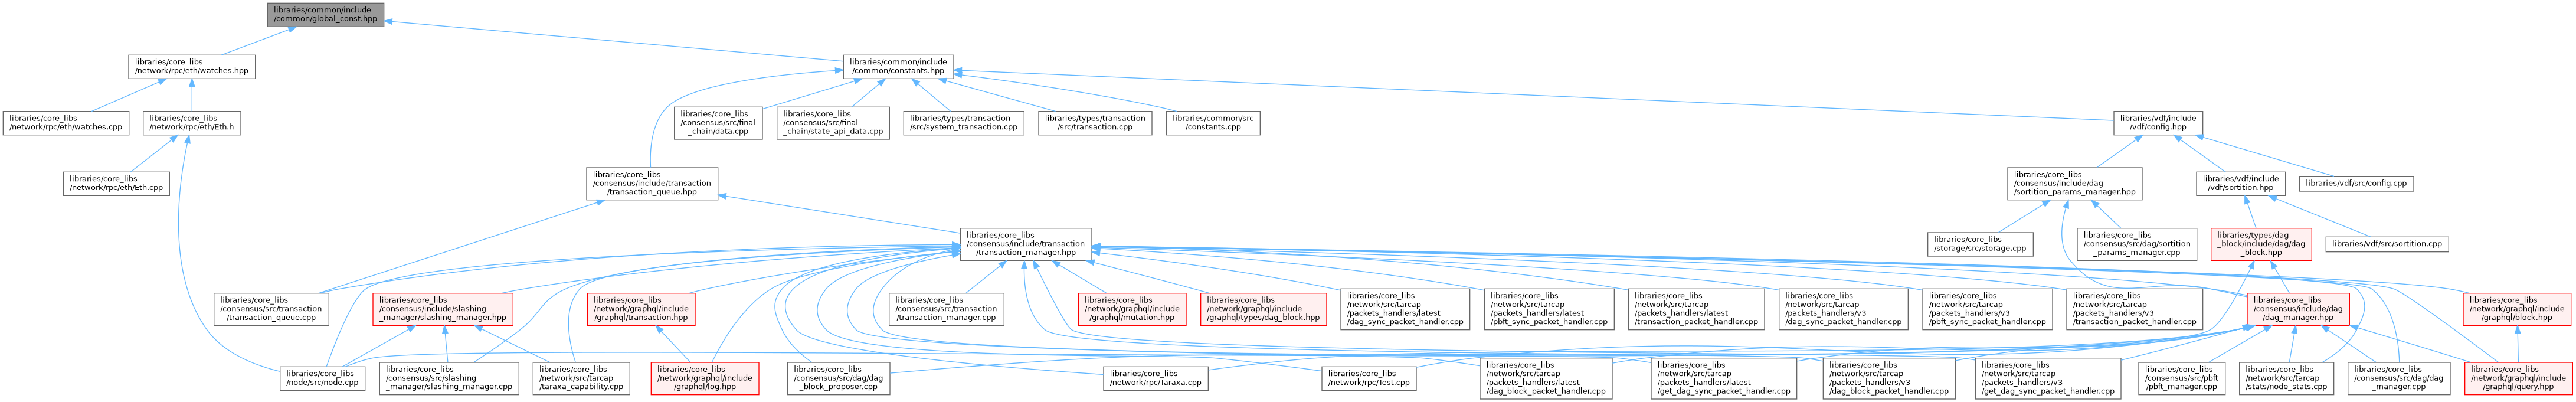 libraries/common/include
/common/global_const.hpp
libraries/core_libs
/network/rpc/eth/watches.hpp
libraries/common/include
/common/constants.hpp
libraries/core_libs
/network/rpc/eth/watches.cpp
libraries/core_libs
/network/rpc/eth/Eth.h
libraries/core_libs
/consensus/src/final
_chain/data.cpp
libraries/core_libs
/consensus/src/final
_chain/state_api_data.cpp
libraries/types/transaction
/src/system_transaction.cpp
libraries/types/transaction
/src/transaction.cpp
libraries/common/src
/constants.cpp
libraries/vdf/include
/vdf/config.hpp
libraries/core_libs
/network/rpc/eth/Eth.cpp
libraries/core_libs
/consensus/include/transaction
/transaction_queue.hpp
libraries/core_libs
/consensus/include/dag
/sortition_params_manager.hpp
libraries/vdf/include
/vdf/sortition.hpp
libraries/vdf/src/config.cpp
libraries/core_libs
/consensus/include/transaction
/transaction_manager.hpp
libraries/core_libs
/storage/src/storage.cpp
libraries/core_libs
/consensus/src/dag/sortition
_params_manager.cpp
libraries/types/dag
_block/include/dag/dag
_block.hpp
libraries/vdf/src/sortition.cpp
libraries/core_libs
/consensus/src/transaction
/transaction_queue.cpp
libraries/core_libs
/consensus/include/slashing
_manager/slashing_manager.hpp
libraries/core_libs
/network/graphql/include
/graphql/transaction.hpp
libraries/core_libs
/consensus/src/transaction
/transaction_manager.cpp
libraries/core_libs
/network/graphql/include
/graphql/mutation.hpp
libraries/core_libs
/network/graphql/include
/graphql/types/dag_block.hpp
libraries/core_libs
/network/src/tarcap
/packets_handlers/latest
/dag_sync_packet_handler.cpp
libraries/core_libs
/network/src/tarcap
/packets_handlers/latest
/pbft_sync_packet_handler.cpp
libraries/core_libs
/network/src/tarcap
/packets_handlers/latest
/transaction_packet_handler.cpp
libraries/core_libs
/network/src/tarcap
/packets_handlers/v3
/dag_sync_packet_handler.cpp
libraries/core_libs
/network/src/tarcap
/packets_handlers/v3
/pbft_sync_packet_handler.cpp
libraries/core_libs
/network/src/tarcap
/packets_handlers/v3
/transaction_packet_handler.cpp
libraries/core_libs
/consensus/include/dag
/dag_manager.hpp
libraries/core_libs
/network/graphql/include
/graphql/block.hpp
libraries/core_libs
/node/src/node.cpp
libraries/core_libs
/consensus/src/slashing
_manager/slashing_manager.cpp
libraries/core_libs
/network/src/tarcap
/taraxa_capability.cpp
libraries/core_libs
/network/graphql/include
/graphql/log.hpp
libraries/core_libs
/consensus/src/dag/dag
_block_proposer.cpp
libraries/core_libs
/network/rpc/Taraxa.cpp
libraries/core_libs
/network/rpc/Test.cpp
libraries/core_libs
/network/src/tarcap
/packets_handlers/latest
/dag_block_packet_handler.cpp
libraries/core_libs
/network/src/tarcap
/packets_handlers/latest
/get_dag_sync_packet_handler.cpp
libraries/core_libs
/network/src/tarcap
/packets_handlers/v3
/dag_block_packet_handler.cpp
libraries/core_libs
/network/src/tarcap
/packets_handlers/v3
/get_dag_sync_packet_handler.cpp
libraries/core_libs
/consensus/src/pbft
/pbft_manager.cpp
libraries/core_libs
/network/src/tarcap
/stats/node_stats.cpp
libraries/core_libs
/consensus/src/dag/dag
_manager.cpp
libraries/core_libs
/network/graphql/include
/graphql/query.hpp